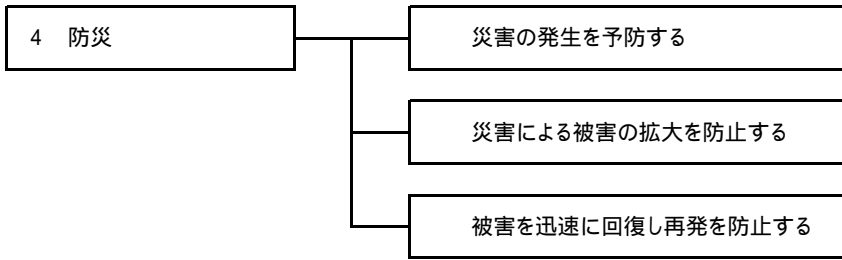 4 防災
災害の発生を予防する
災害による被害の拡大を防止する
被害を迅速に回復し再発を防止する